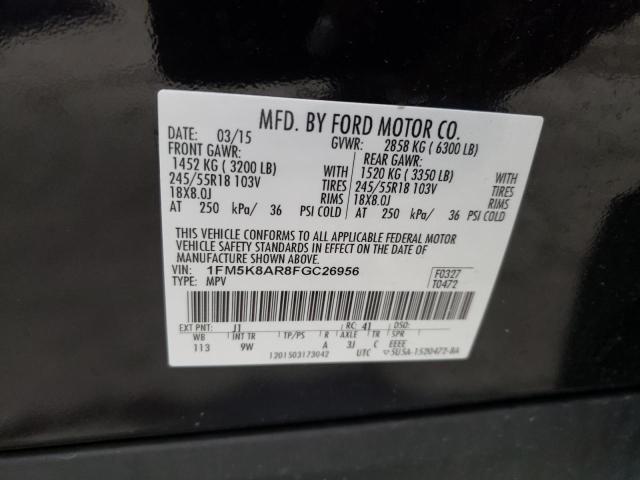 MFD. BY FORD MOTOR CO.
DATE: 03/15 GVWR: 2858 KG ( 6300 LB)
FRONT GAWR: REAR GAWR:
1452 KG ( 3200 LB) WITH 1520 KG ( 3350 LB) WITH
245/55R18 103V TIRES 245/55R18 103V TIRES
18X8.0J RIMS 18X8.0J RIMS
AT 250 kPa/ 36 PSI COLD AT 250 kPa/ 36 PSI COLD
THIS VEHICLE CONFORMS TO ALL APPLICABLE FEDERAL MOTOR
VEHICLE SAFETY STANDARDS IN EFFECT ON THE DATE OF
MANUFACTURE SHOWN ABOVE.
VIN: 1FM5K8AR8FGC26956 F0327
TYPE: MPV T0472
EXT PNT: J1 RC: 41 DSO:
WB INT TR TP/PS R AXLE TR SPR
113 9W A 3J C EEEE
1201503173042 UTC